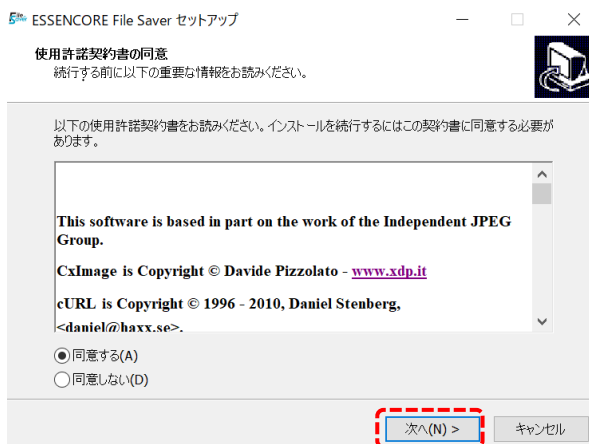 ESSENCORE File Saver セットアップ
使用許諾契約書の同意
続行する前に以下の重要な情報をお読みください。
以下の使用許諾契約書をお読みください。インストールを続行するにはこの契約書に同意する必要が
あります。
This software is based in part on the work of the Independent JPEG
Group.
CxImage is Copyright © Davide Pizzolato - www.xdp.it
cURL is Copyright © 1996 - 2010, Daniel Stenberg,
<daniel@haxx.se>.
同意する(A)
同意しない(D)
次へ(N) >
キャンセル